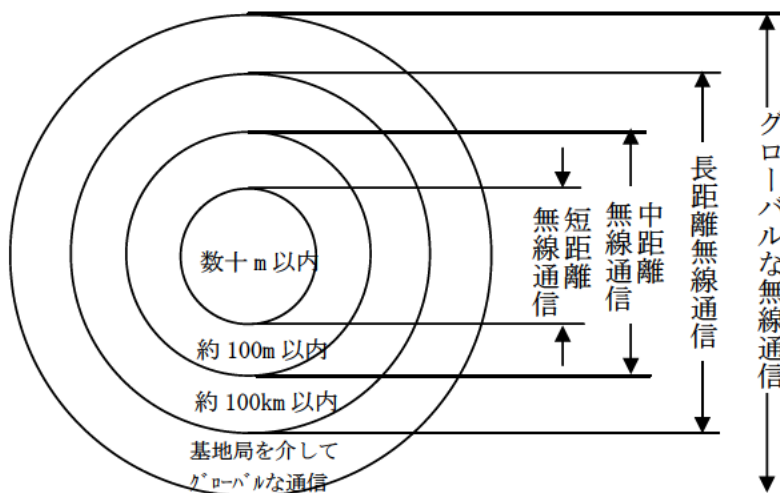 数十 m 以内
約 100m 以内
約 100km 以内
基地局を介して
ｸﾞﾛｰﾊﾞﾙな通信
短距離
無線通信
中距離
無線通信
長距離無線通信
グローバルな無線通信